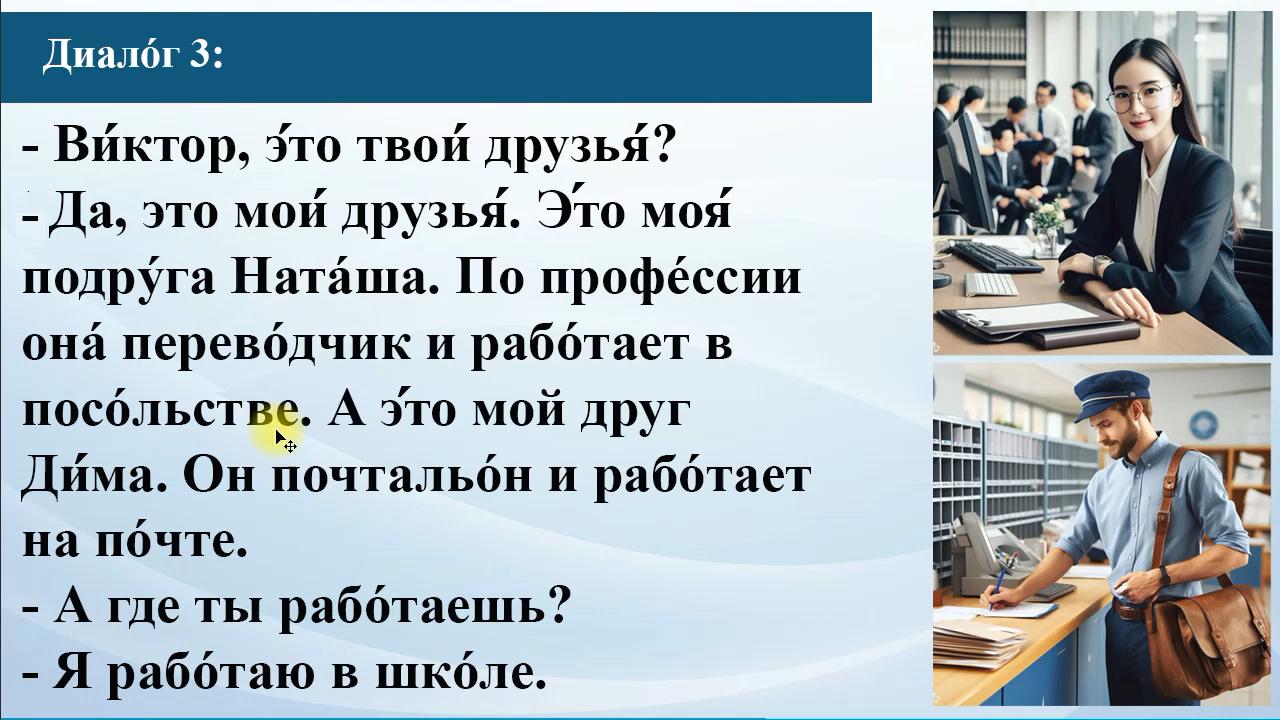 Диало́г 3:
- Ви́ктор, э́то твои́ друзья́?
- Да, это мои́ друзья́. Э́то моя́
подру́га Ната́ша. По профе́ссии
она́ перево́дчик и рабо́тает в
посо́льстве. А э́то мой друг
Ди́ма. Он почтальо́н и рабо́тает
на по́чте.
- А где ты рабо́таешь?
- Я рабо́таю в шко́ле.